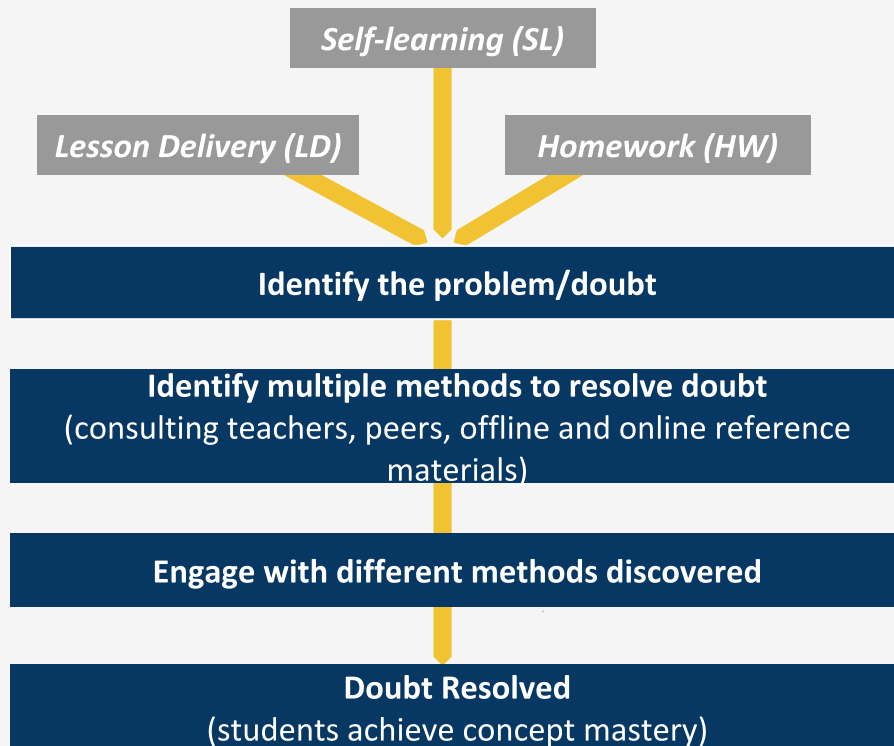 Self-learning (SL)
Lesson Delivery (LD)
Homework (HW)
Identify the problem/doubt
Identify multiple methods to resolve doubt
(consulting teachers, peers, offline and online reference
materials)
Engage with different methods discovered
Doubt Resolved
(students achieve concept mastery)